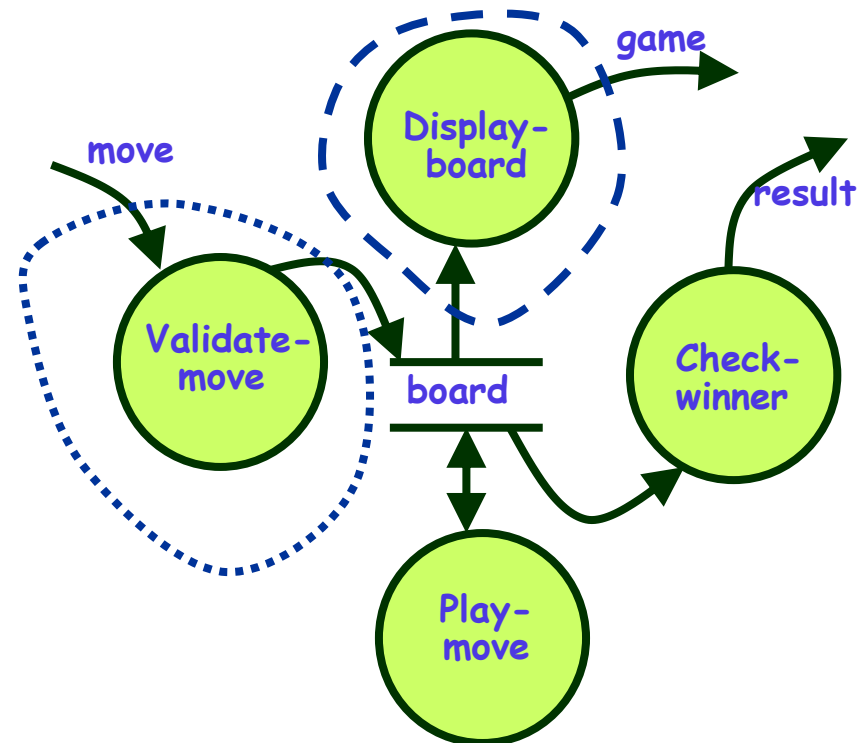 game
Display-
board
move
result
Validate-
move
board
Check-
winner
Play-
move